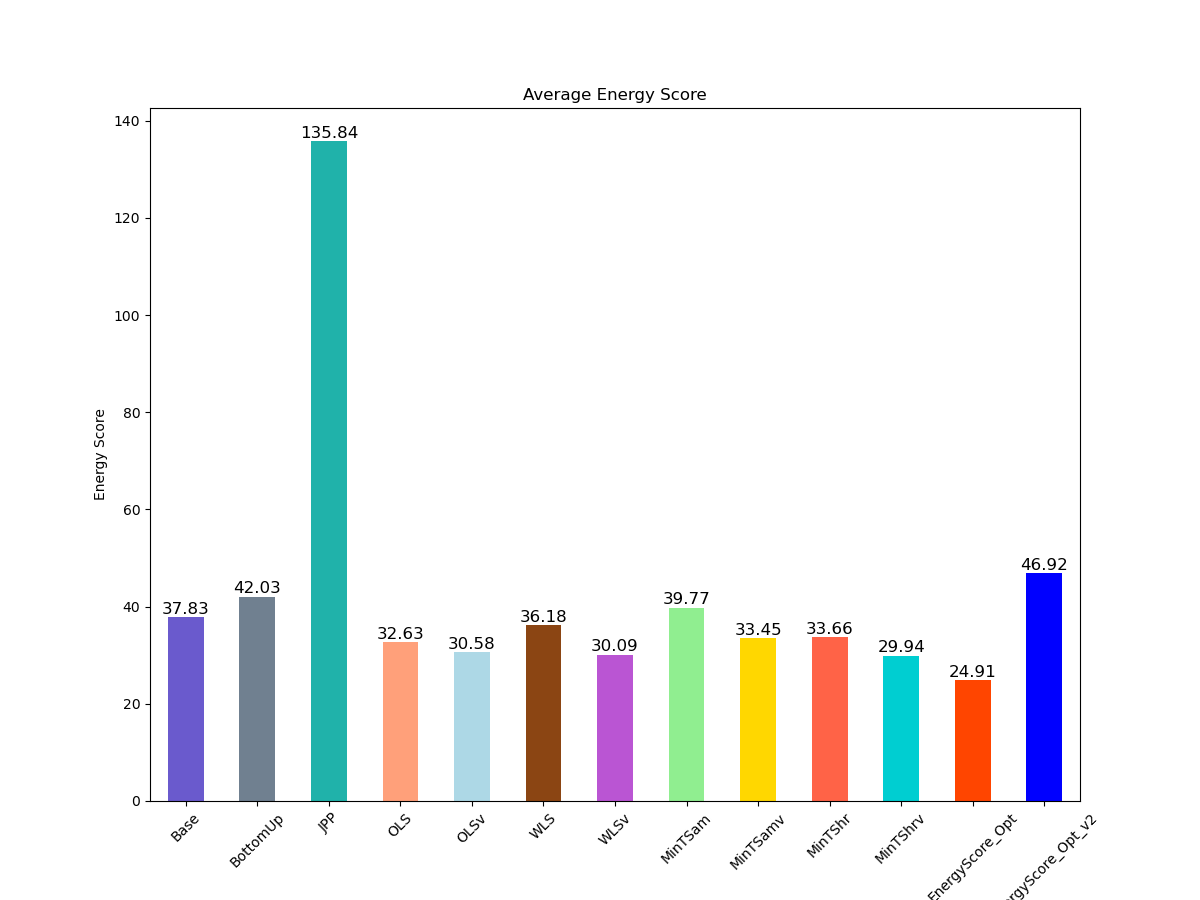 Average Energy Score
Energy Score
140
120
100
80
60
40
20
0
37.83
42.03
135.84
32.63
30.58
36.18
30.09
39.77
33.45
33.66
29.94
24.91
46.92
Base
BottomUp
JPP
OLS
OLSv
WLS
WLSv
MinTSam
MinTSamv
MinTShr
MinTShrv
EnergyScore_Opt
rgyScore_Opt_v2